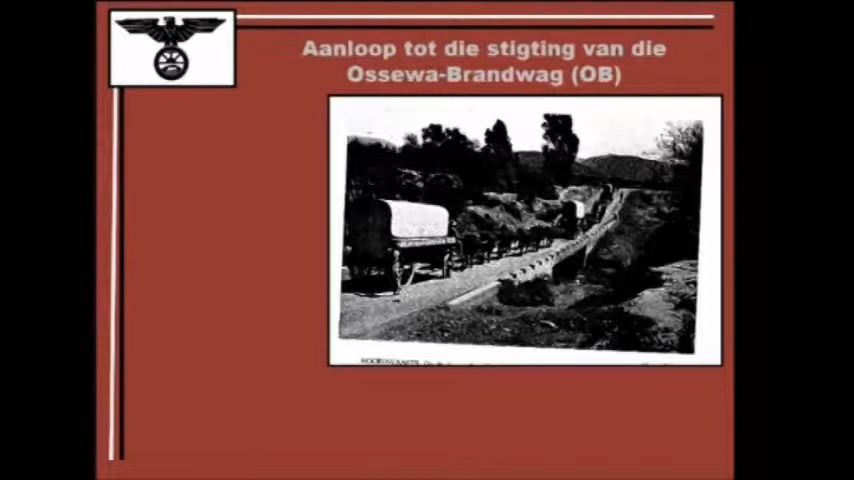 Aanloop tot die stigting van die
Ossewa-Brandwag (OB)